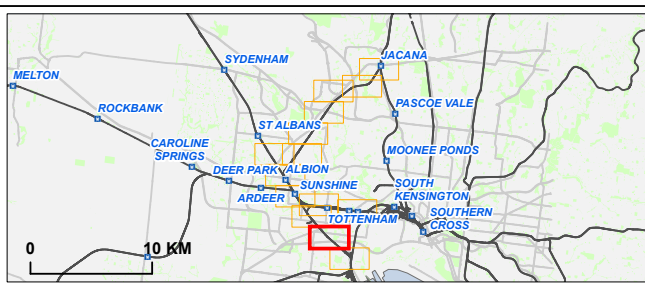 JACANA
SYDENHAM
MELTON
ROCKBANK
PASCOE VALE
ST ALBANS
CAROLINE
SPRINGS
MOONEE PONDS
DEER PARK
ALBION
ARDEER
SUNSHINE
SOUTH
KENSINGTON
TOTTENHAM
SOUTHERN
CROSS
0 10 KM